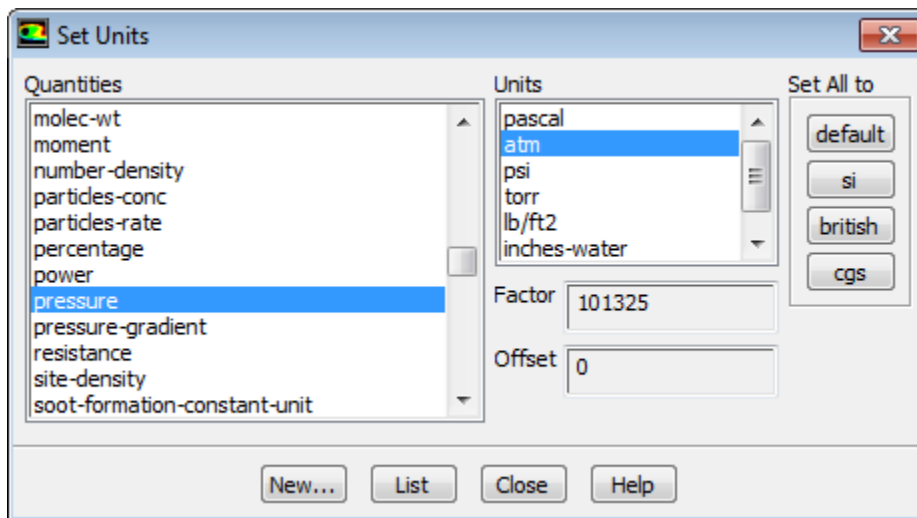 Set Units
Quantities
molec-wt
moment
number-density
particles-conc
particles-rate
percentage
power
pressure
pressure-gradient
resistance
site-density
soot-formation-constant-unit
Units
pascal
atm
psi
torr
lb/ft2
inches-water
Factor 101325
Offset 0
Set All to
default
si
british
cgs
New... List Close Help